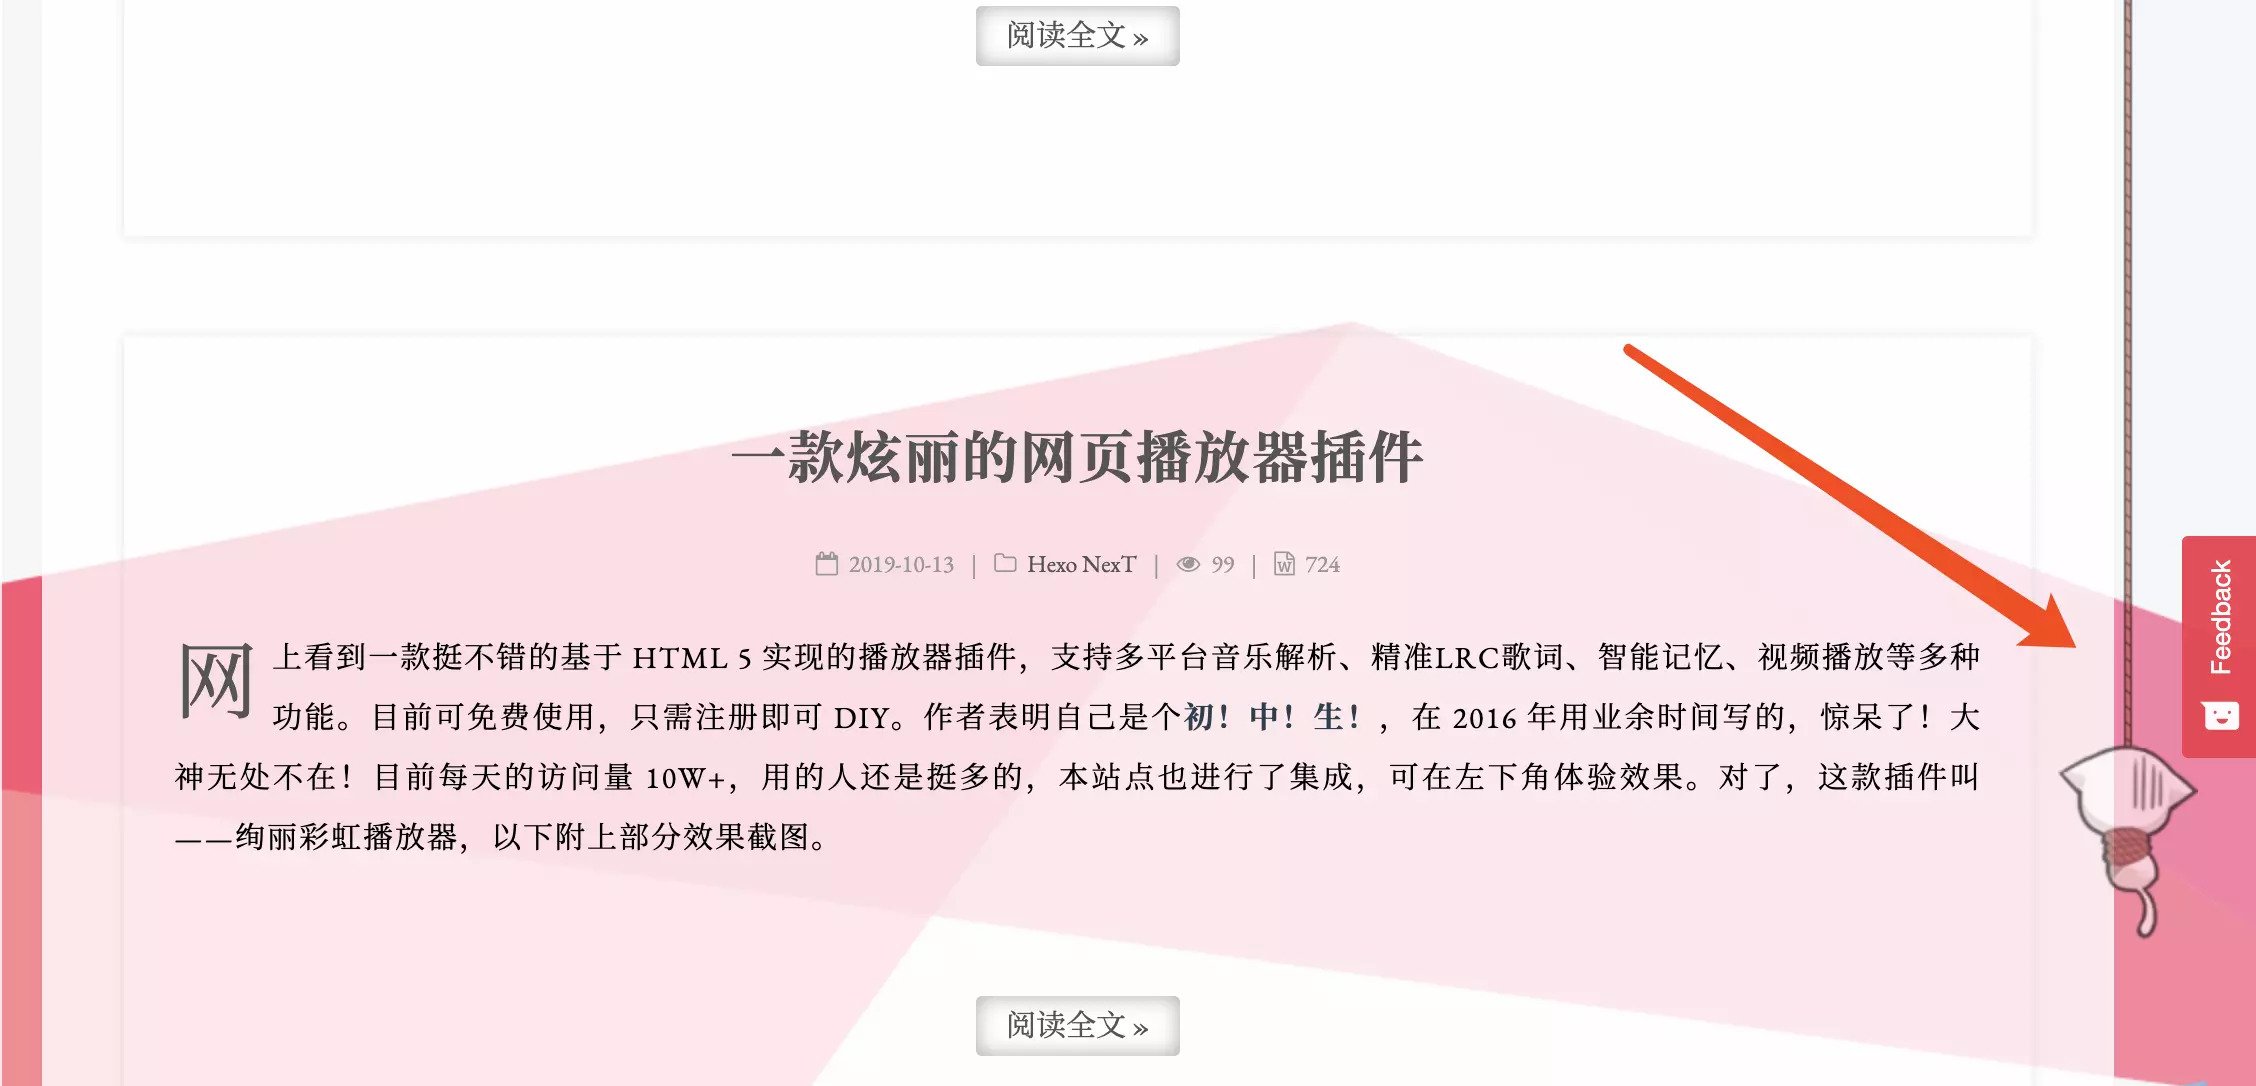 阅读全文 »
一款炫丽的网页播放器插件
2019-10-13 | Hexo NexT | 99 | 724
网上看到一款挺不错的基于 HTML 5 实现的播放器插件，支持多平台音乐解析、精准LRC歌词、智能记忆、视频播放等多种
功能。目前可免费使用，只需注册即可 DIY。作者表明自己是个初！中！生！，在 2016 年用业余时间写的，惊呆了！大
神无处不在！目前每天的访问量 10W+，用的人还是挺多的，本站点也进行了集成，可在左下角体验效果。对了，这款插件叫
——绚丽彩虹播放器，以下附上部分效果截图。
阅读全文 »
Feedback